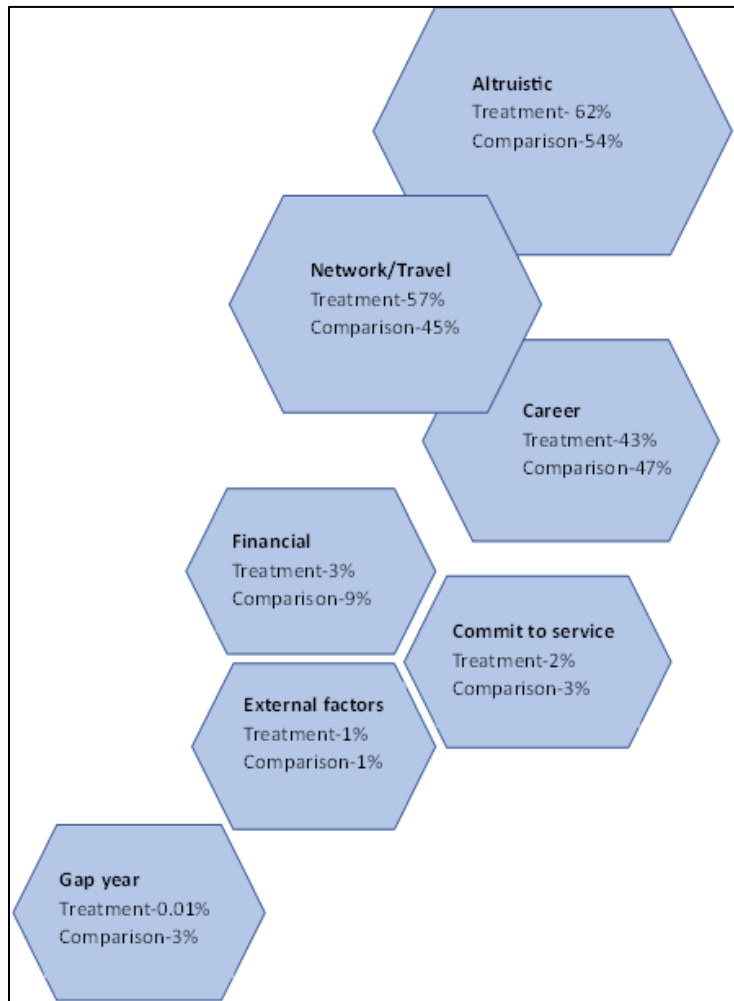 Altruistic
Treatment- 62%
Comparison-54%
Network/Travel
Treatment-57%
Comparison-45%
Career
Treatment-43%
Comparison-47%
Financial
Treatment-3%
Comparison-9%
Commit to service
Treatment-2%
Comparison-3%
External factors
Treatment-1%
Comparison-1%
Gap year
Treatment-0.01%
Comparison-3%